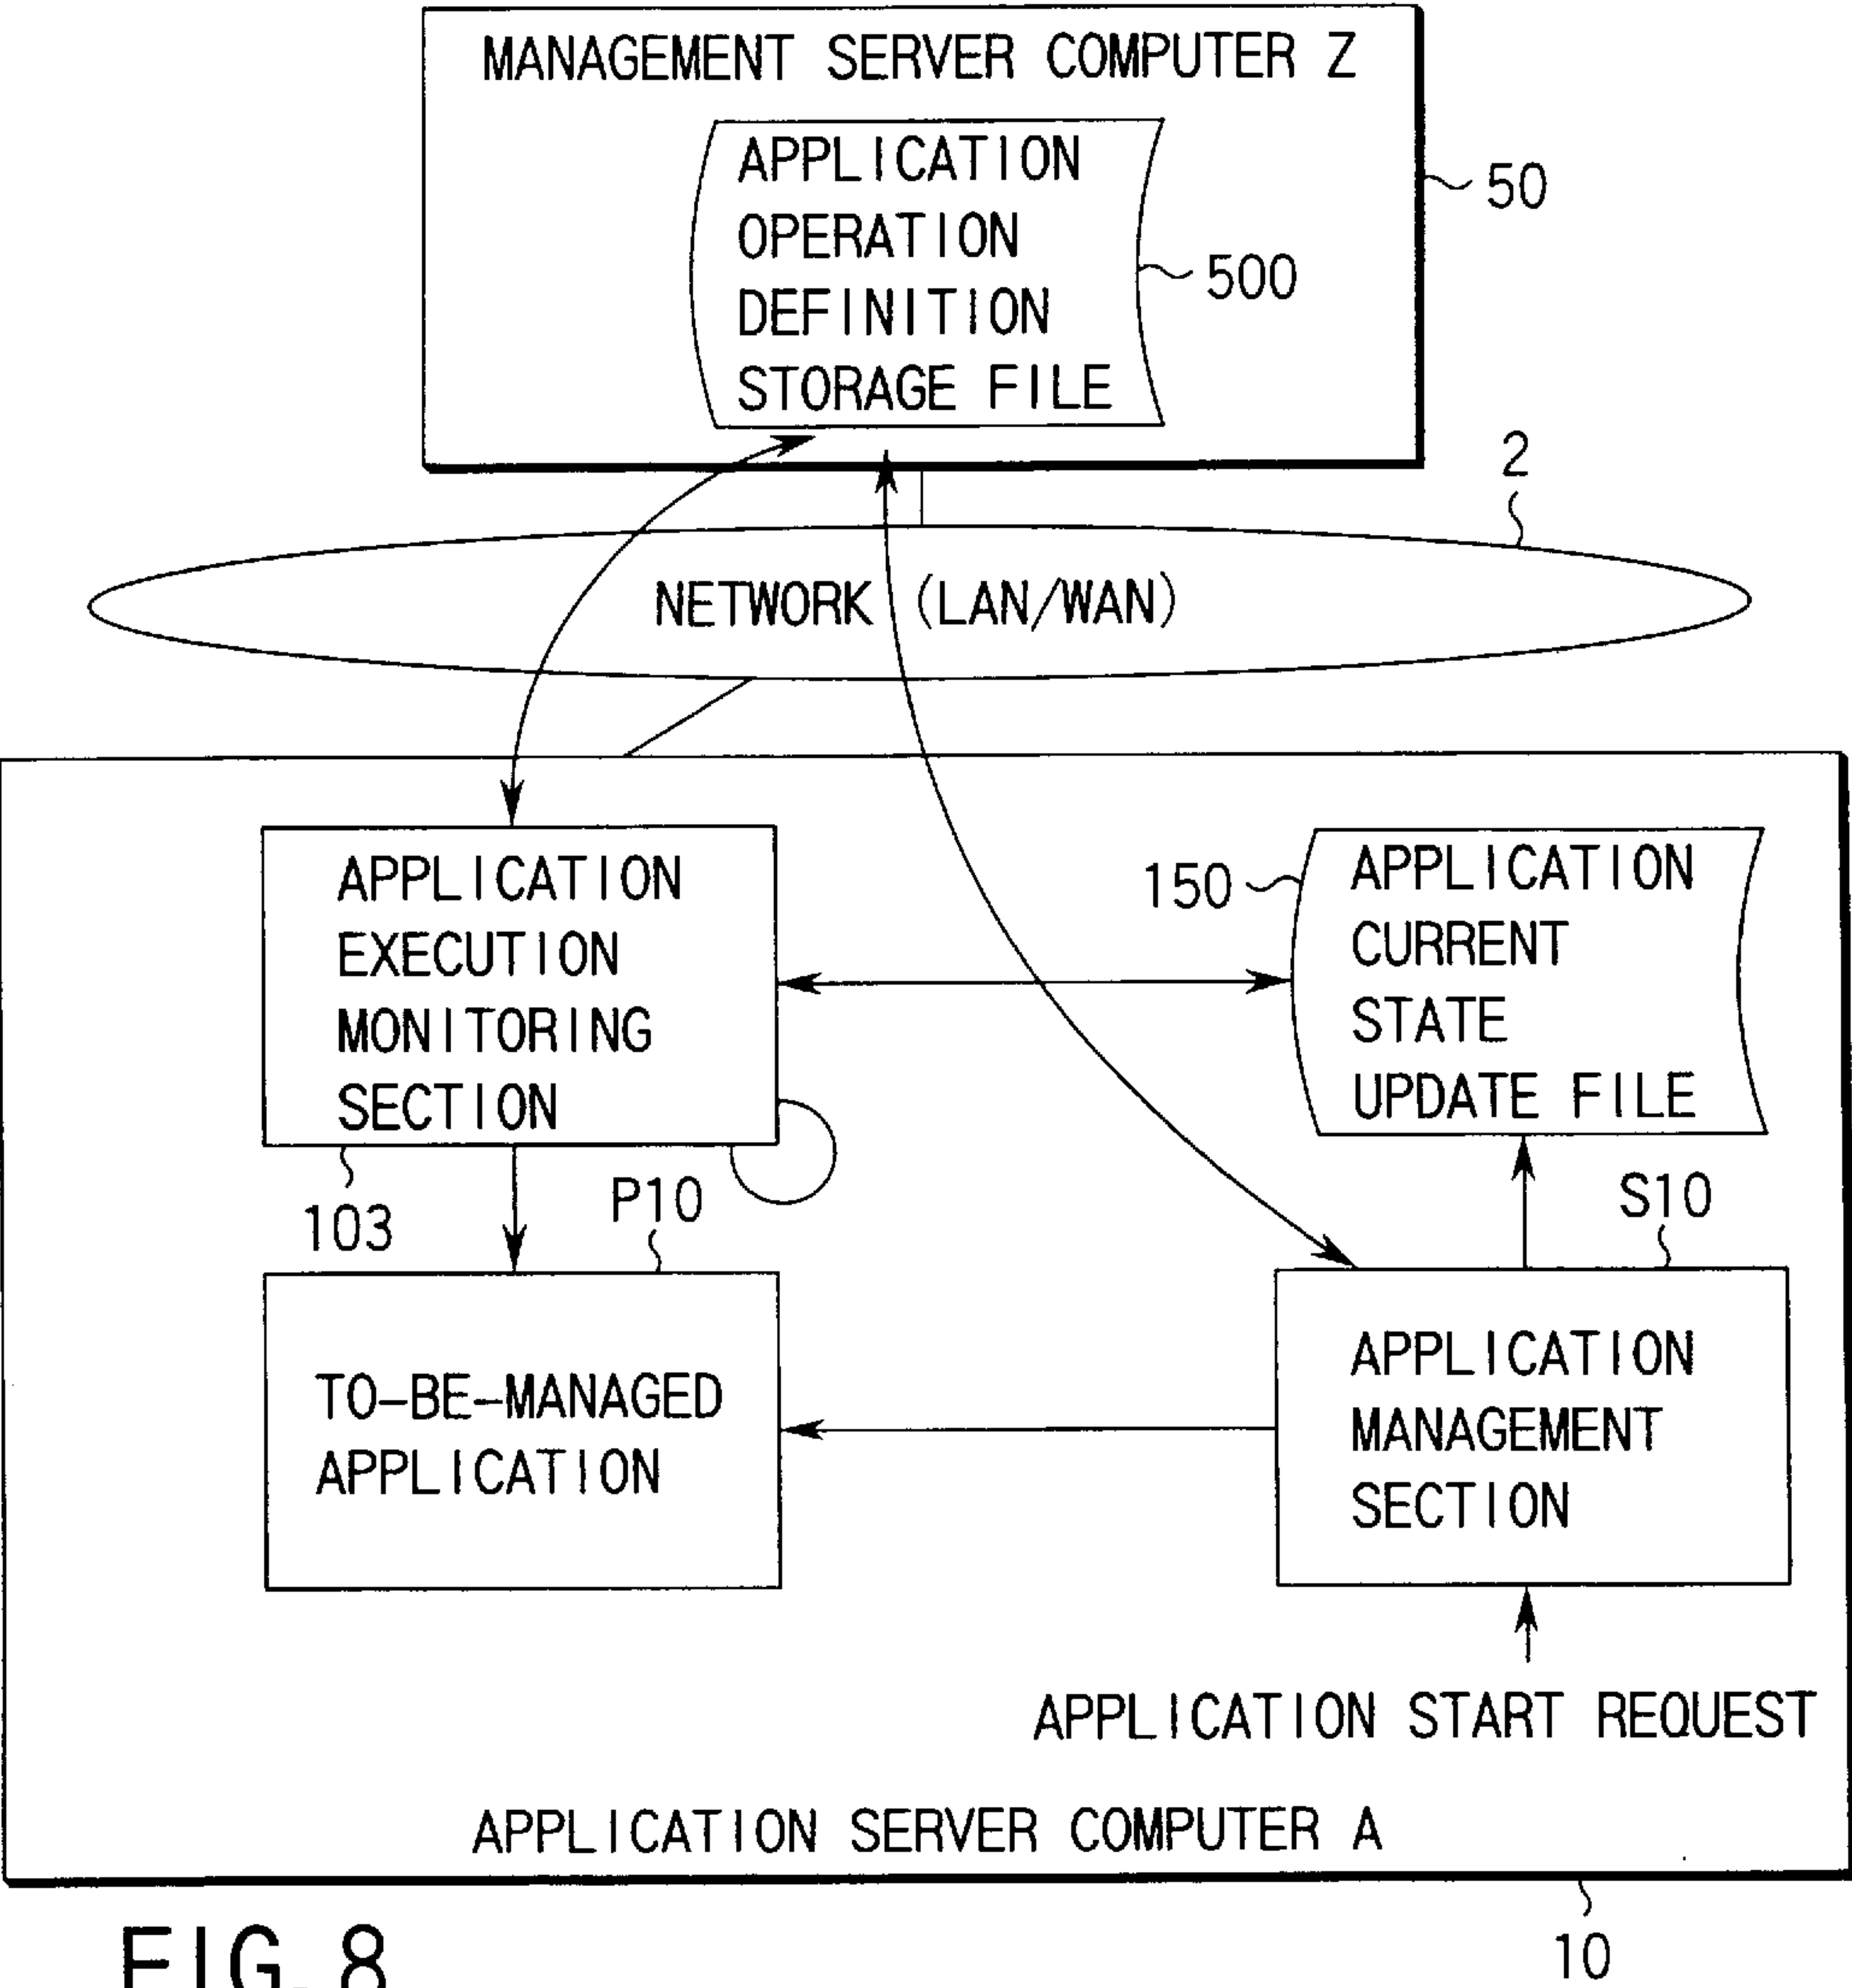 MANAGEMENT SERVER COMPUTER Z
APPLICATION
OPERATION
DEFINITION
STORAGE FILE
50
500
2
NETWORK (LAN/WAN)
APPLICATION
EXECUTION
MONITORING
SECTION
150
APPLICATION
CURRENT
STATE
UPDATE FILE
103
P10
S10
TO-BE-MANAGED
APPLICATION
APPLICATION
MANAGEMENT
SECTION
APPLICATION START REQUEST
APPLICATION SERVER COMPUTER A
10
FIG. 8